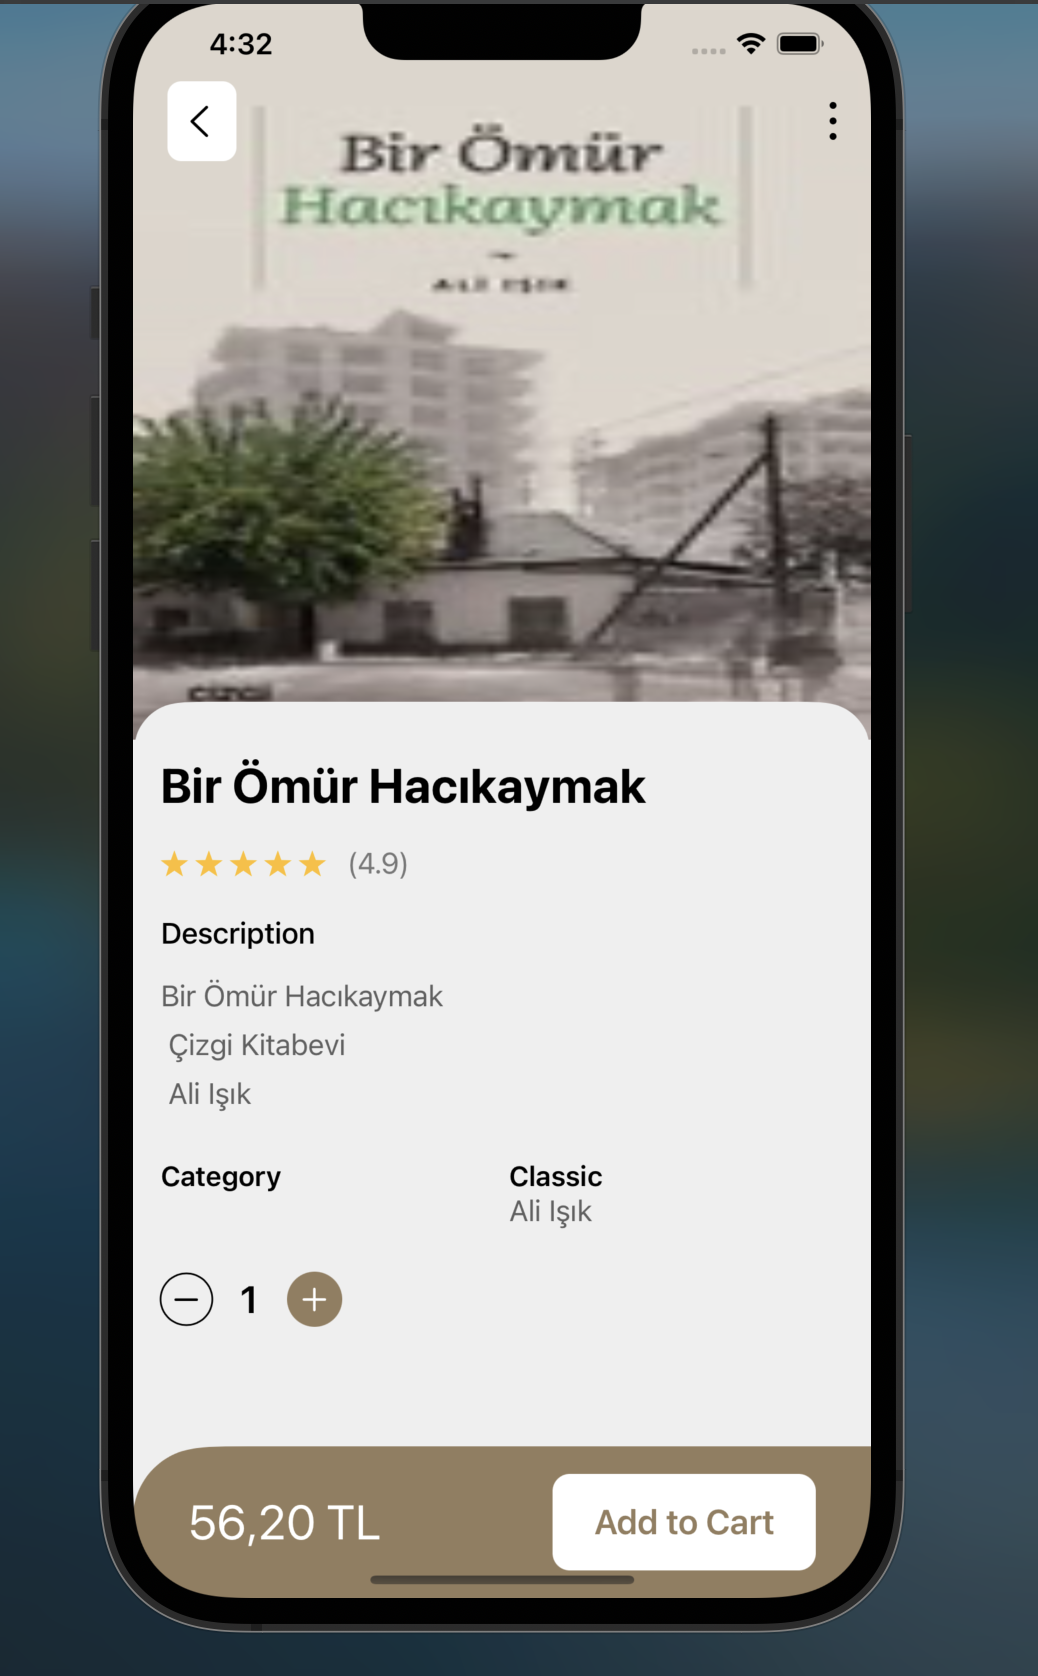 4:32
Bir Ömür
Hacıkaymak
ALİ IŞIK
çizgi
Bir Ömür Hacıkaymak
(4.9)
Description
Bir Ömür Hacıkaymak
Çizgi Kitabevi
Ali Işık
Category
Classic
Ali Işık
1
56,20 TL
Add to Cart